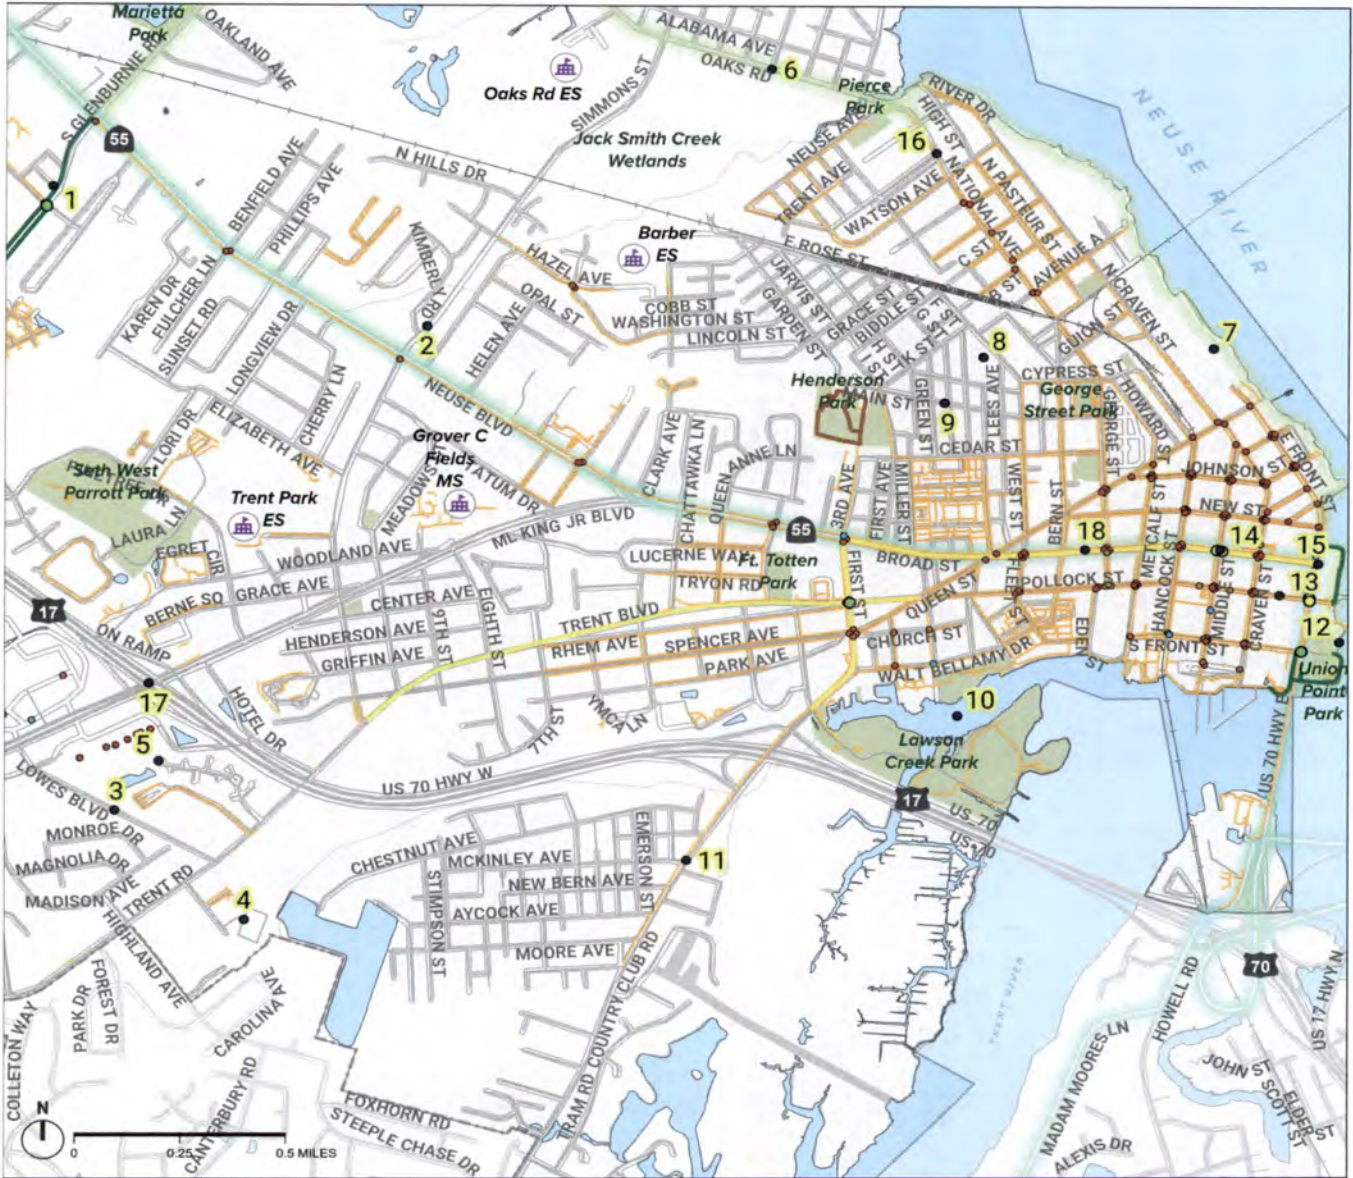 Marietta
Park
OAKLAND AVE
S GLENBURNIE RD
55
1
ALABAMA AVE
OAKS RD
6
Oaks Rd ES
SIMMONS ST
Pierce
Park
RIVER DR
HIGH ST
NEUSE RIVER
Jack Smith Creek
Wetlands
NEUSE AVE
16
N HILLS DR
TRENT AVE
WATSON AVE
NATIONAL AVE
N PASTEUR ST
BENFIELD AVE
PHILLIPS AVE
KIMBERLY RD
Barber
ES
HAZEL AVE
E ROSE ST
C ST
B ST
AVENUE A
N CRAVEN ST
KAREN DR
FULCHER LN
SUNSET RD
LONGVIEW DR
OPAL ST
COBB ST
WASHINGTON ST
LINCOLN ST
JARVIS ST
GARDEN ST
GRACE ST
BIDDLE ST
F ST
G ST
H ST
I ST
K ST
GUION ST
7
2
HELEN AVE
8
CYPRESS ST
NEUSE BLVD
Henderson
Park
MAIN ST
George
Street Park
LEES AVE
GREEN ST
9
HOWARD ST
GEORGE ST
CHERRY LN
LORI DR
ELIZABETH AVE
Grover C
Fields
MS
CLARK AVE
CHATTAWKA LN
QUEEN ANNE LN
CEDAR ST
E FRONT ST
JOHNSON ST
Seth West
Parrott Park
Trent Park
ES
MEADOWS ST
TATUM DR
3RD AVE
FIRST AVE
MILLER ST
WEST ST
BERN ST
METCALF ST
NEW ST
LAURA LN
ML KING JR BLVD
55
18
14
15
EGRET CIR
WOODLAND AVE
LUCERNE WAY
Ft. Totten
Park
BROAD ST
FLEET ST
HANCOCK ST
MIDDLE ST
CRAVEN ST
BERNE SQ
GRACE AVE
CENTER AVE
TRYON RD
FIRST ST
QUEEN ST
POLLOCK ST
13
17
ON RAMP
HENDERSON AVE
GRIFFIN AVE
9TH ST
EIGHTH ST
TRENT BLVD
RHEM AVE
SPENCER AVE
PARK AVE
CHURCH ST
WALT BELLAMY DR
EDEN ST
S FRONT ST
12
Union
Point
Park
17
HOTEL DR
7TH ST
YMCA LN
10
Lawson
Creek Park
5
3
LOWES BLVD
US 70 HWY W
17
US 70
US 70
US 70 HWY E
MONROE DR
MAGNOLIA DR
MADISON AVE
TRENT RD
HIGHLAND AVE
4
CHESTNUT AVE
MCKINLEY AVE
NEW BERN AVE
AYCOCK AVE
MOORE AVE
STIMPSON ST
EMERSON ST
11
TRAM RD COUNTRY CLUB RD
TRENT RIVER
70
HOWELL RD
US 17 HWY N
COLLETON WAY
PARK DR
FOREST DR
CAROLINA AVE
CANTERBURY RD
FOXHORN RD
STEEPLE CHASE DR
MADAM MOORES LN
ALEXIS DR
JOHN ST
SCOTT ST
ELDER ST
N
0
0.25
0.5 MILES